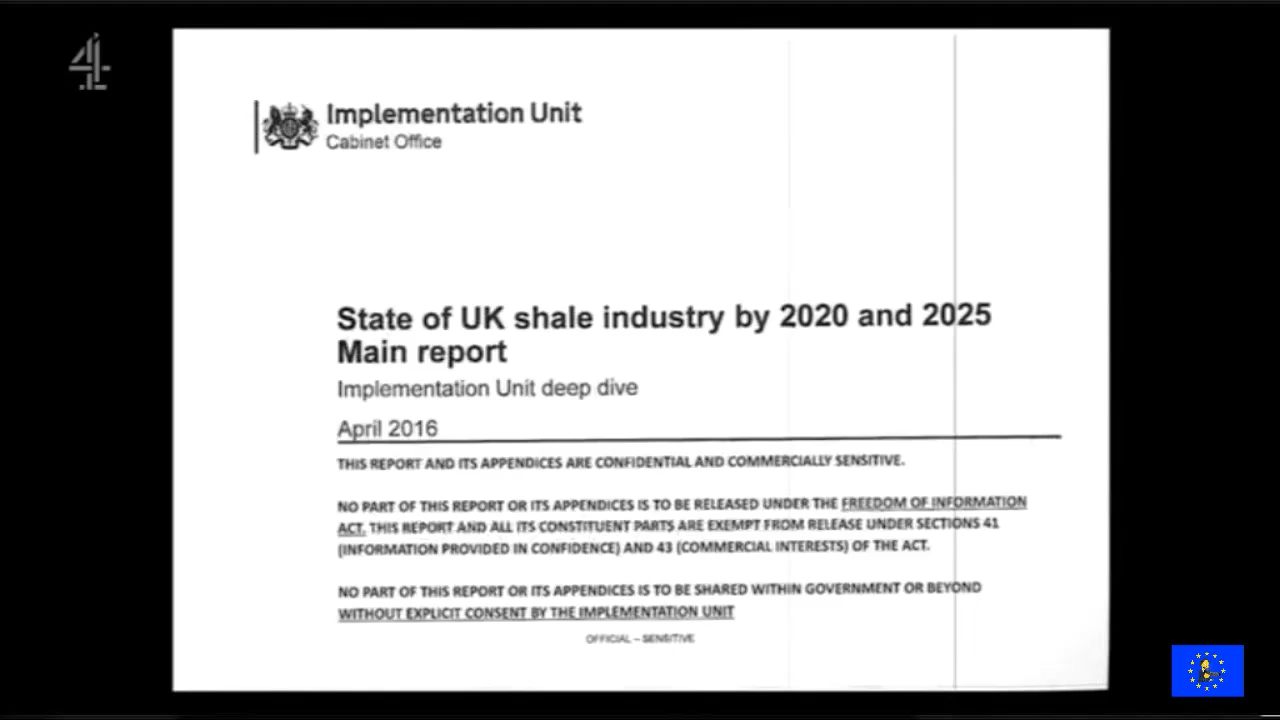 4
Implementation Unit
Cabinet Office
State of UK shale industry by 2020 and 2025
Main report
Implementation Unit deep dive
April 2016
THIS REPORT AND ITS APPENDICES ARE CONFIDENTIAL AND COMMERCIALLY SENSITIVE.
NO PART OF THIS REPORT OR ITS APPENDICES IS TO BE RELEASED UNDER THE FREEDOM OF INFORMATION
ACT. THIS REPORT AND ALL ITS CONSTITUENT PARTS ARE EXEMPT FROM RELEASE UNDER SECTIONS 41
(INFORMATION PROVIDED IN CONFIDENCE) AND 43 (COMMERCIAL INTERESTS) OF THE ACT.
NO PART OF THIS REPORT OR ITS APPENDICES IS TO BE SHARED WITHIN GOVERNMENT OR BEYOND
WITHOUT EXPLICIT CONSENT BY THE IMPLEMENTATION UNIT
OFFICIAL – SENSITIVE